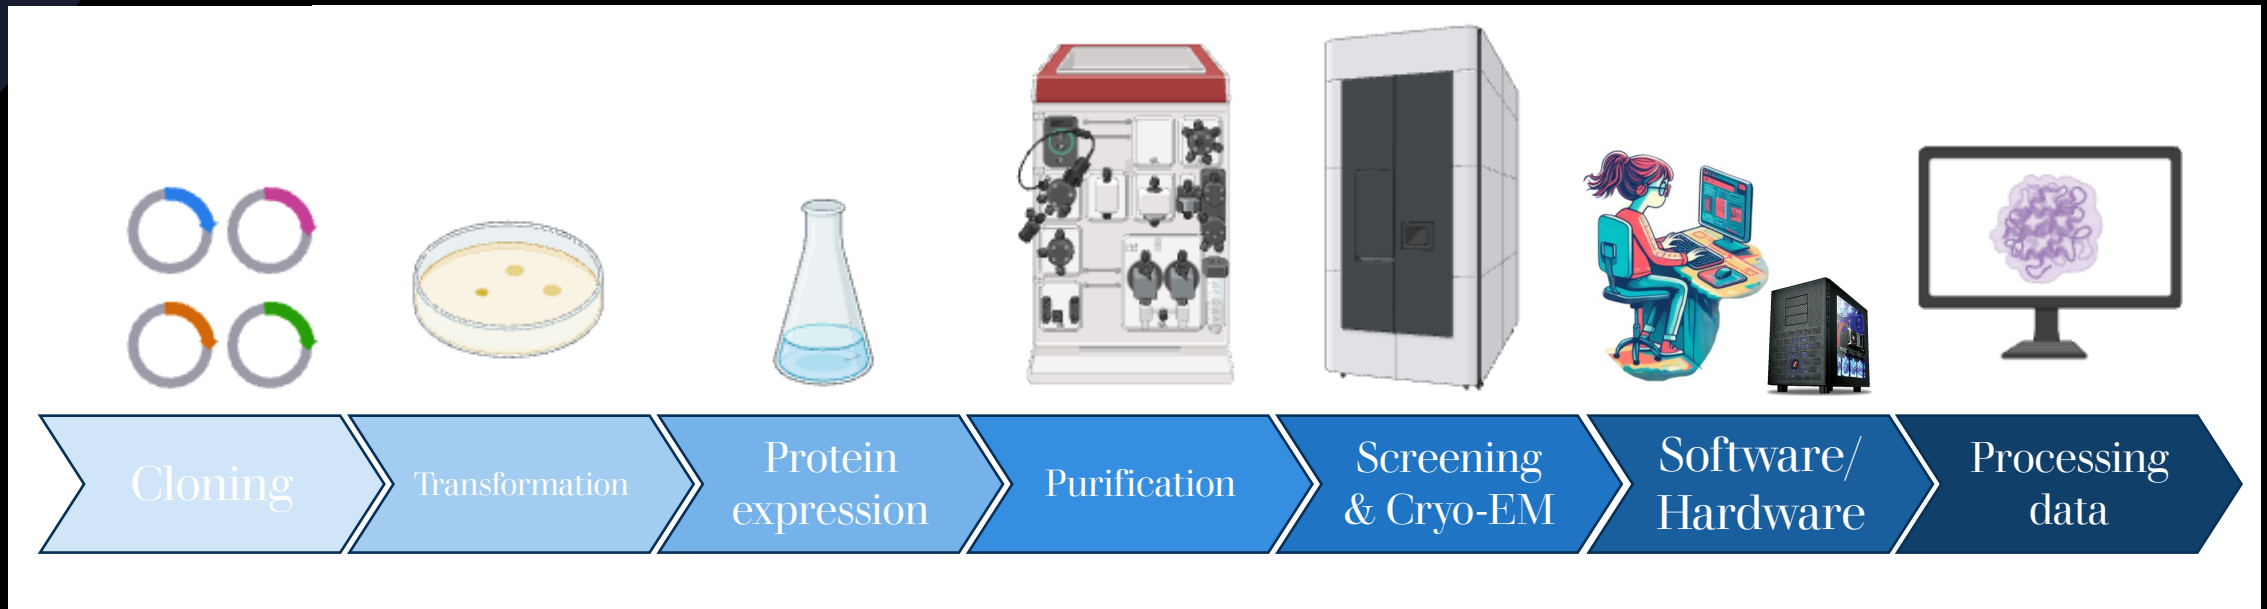 Cloning
Transformation
Protein
expression
Purification
Screening
& Cryo-EM
Software/
Hardware
Processing
data